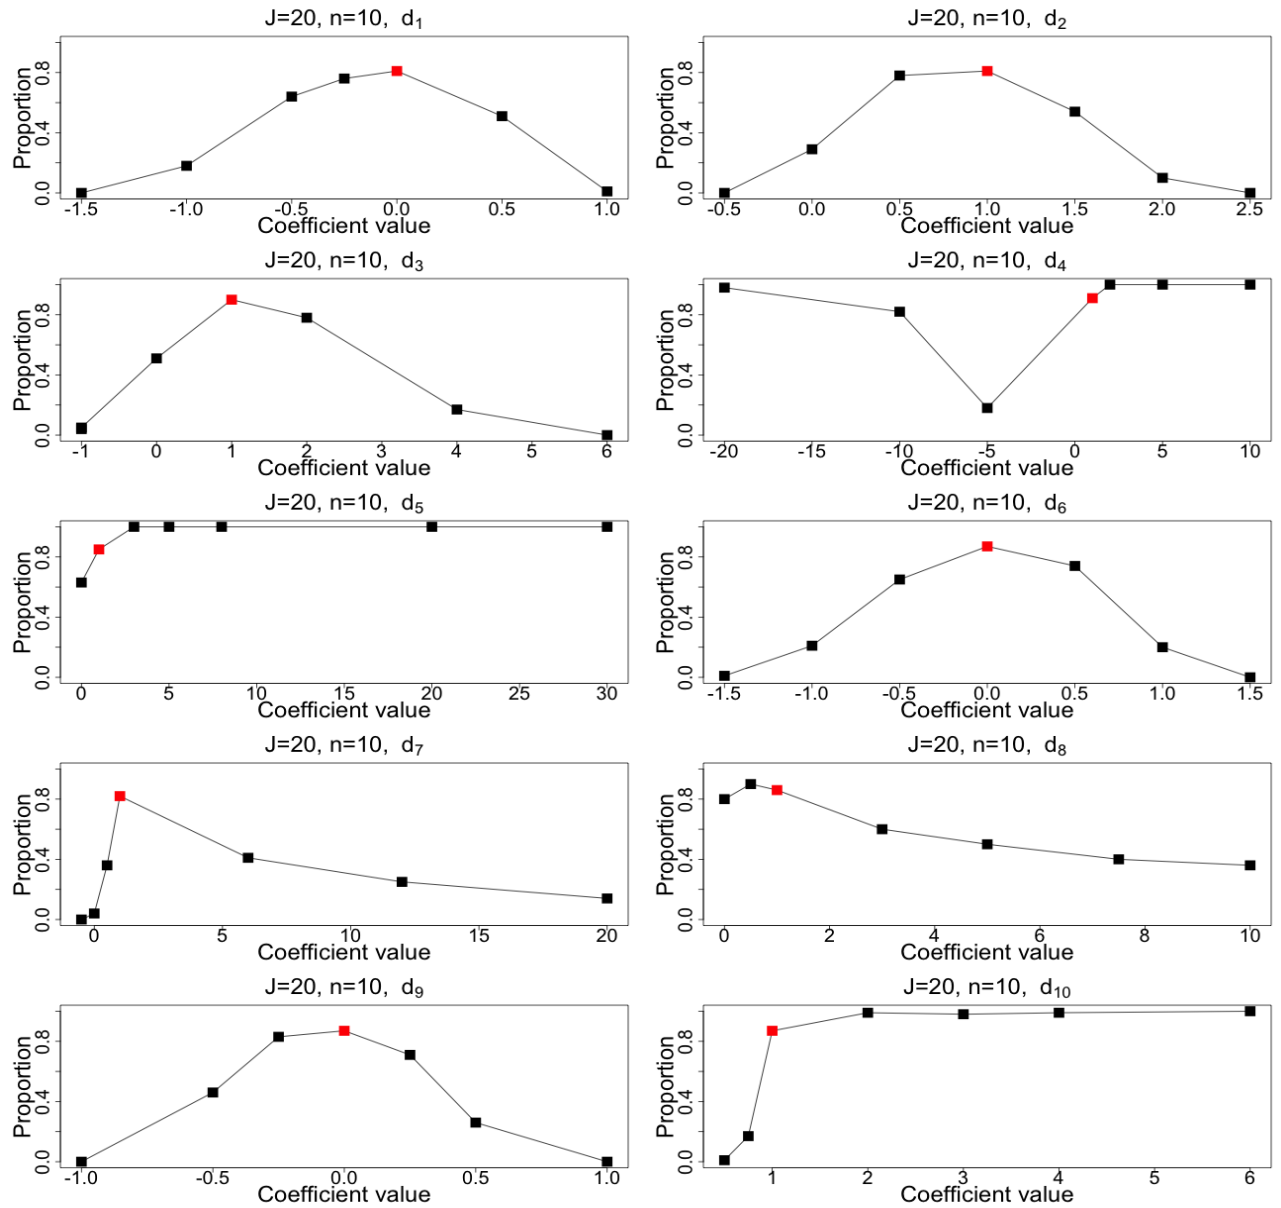 J=20, n=10, d1
Proportion
0.0 0.4 0.8
-1.5 -1.0 -0.5 0.0 0.5 1.0
Coefficient value
J=20, n=10, d2
Proportion
0.0 0.4 0.8
-0.5 0.0 0.5 1.0 1.5 2.0 2.5
Coefficient value
J=20, n=10, d3
Proportion
0.0 0.4 0.8
-1 0 1 2 3 4 5 6
Coefficient value
J=20, n=10, d4
Proportion
0.0 0.4 0.8
-20 -15 -10 -5 0 5 10
Coefficient value
J=20, n=10, d5
Proportion
0.0 0.4 0.8
0 5 10 15 20 25 30
Coefficient value
J=20, n=10, d6
Proportion
0.0 0.4 0.8
-1.5 -1.0 -0.5 0.0 0.5 1.0 1.5
Coefficient value
J=20, n=10, d7
Proportion
0.0 0.4 0.8
0 5 10 15 20
Coefficient value
J=20, n=10, d8
Proportion
0.0 0.4 0.8
0 2 4 6 8 10
Coefficient value
J=20, n=10, d9
Proportion
0.0 0.4 0.8
-1.0 -0.5 0.0 0.5 1.0
Coefficient value
J=20, n=10, d10
Proportion
0.0 0.4 0.8
1 2 3 4 5 6
Coefficient value